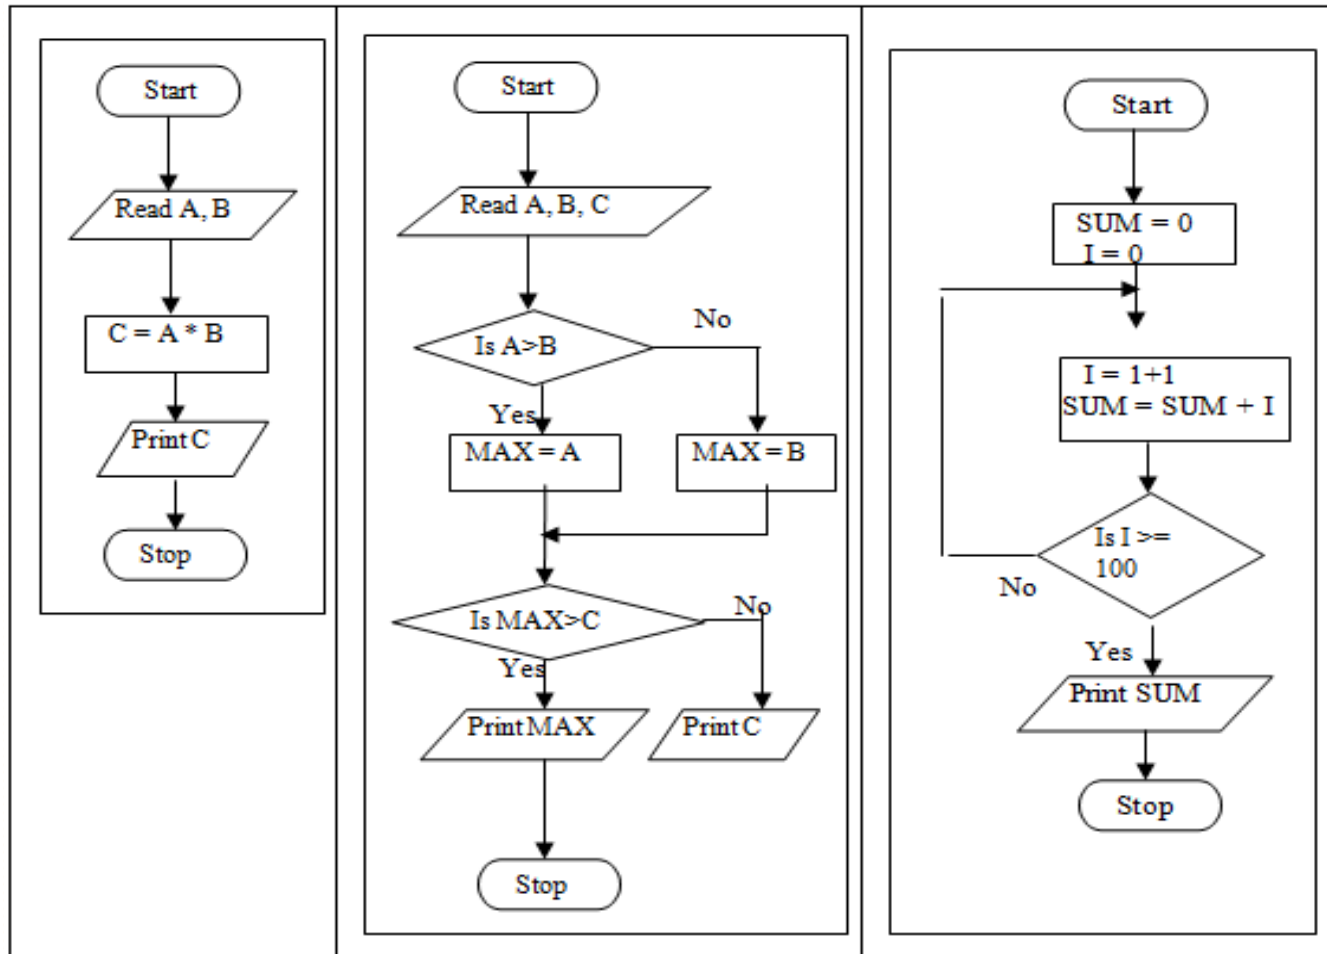 Start
Read A, B
C = A * B
Print C
Stop
Start
Read A, B, C
Is A>B
No
Yes
MAX = A
MAX = B
Is MAX>C
No
Yes
Print MAX
Print C
Stop
Start
SUM = 0
I = 0
I = 1+1
SUM = SUM + I
Is I >=
100
No
Yes
Print SUM
Stop